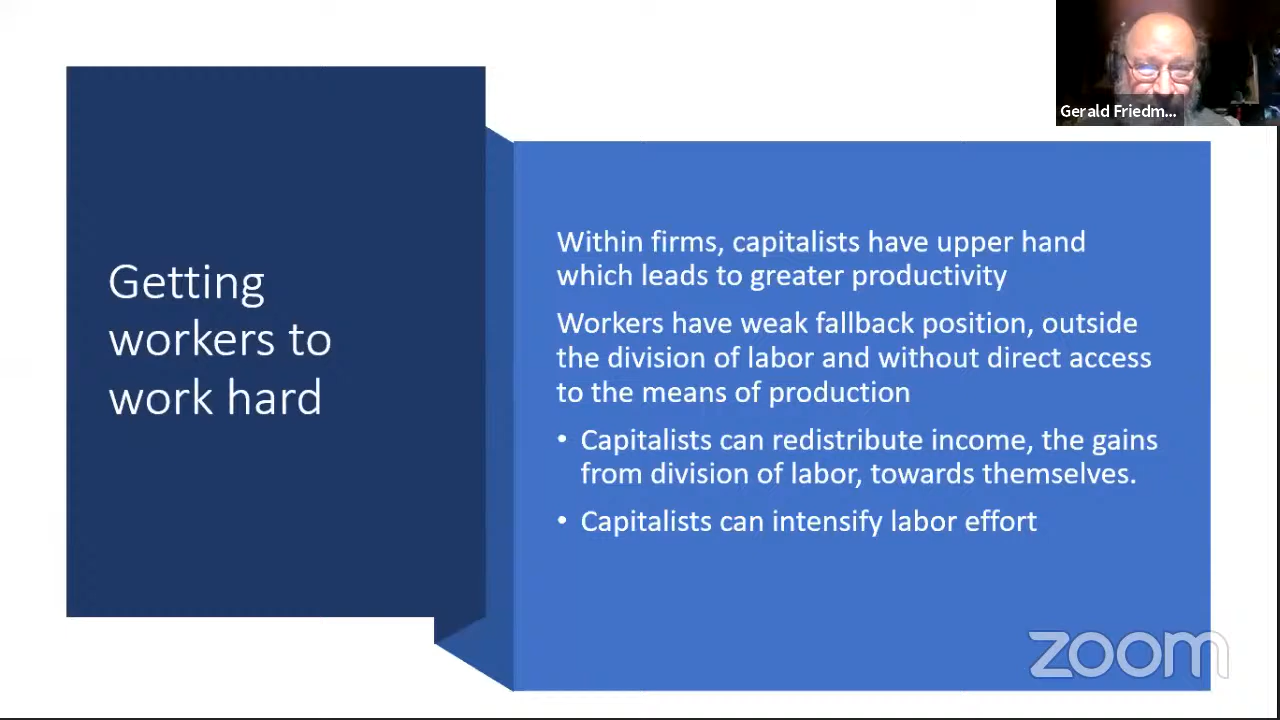 Gerald Friedm...
Getting
workers to
work hard
Within firms, capitalists have upper hand
which leads to greater productivity
Workers have weak fallback position, outside
the division of labor and without direct access
to the means of production
• Capitalists can redistribute income, the gains
from division of labor, towards themselves.
• Capitalists can intensify labor effort
zoom